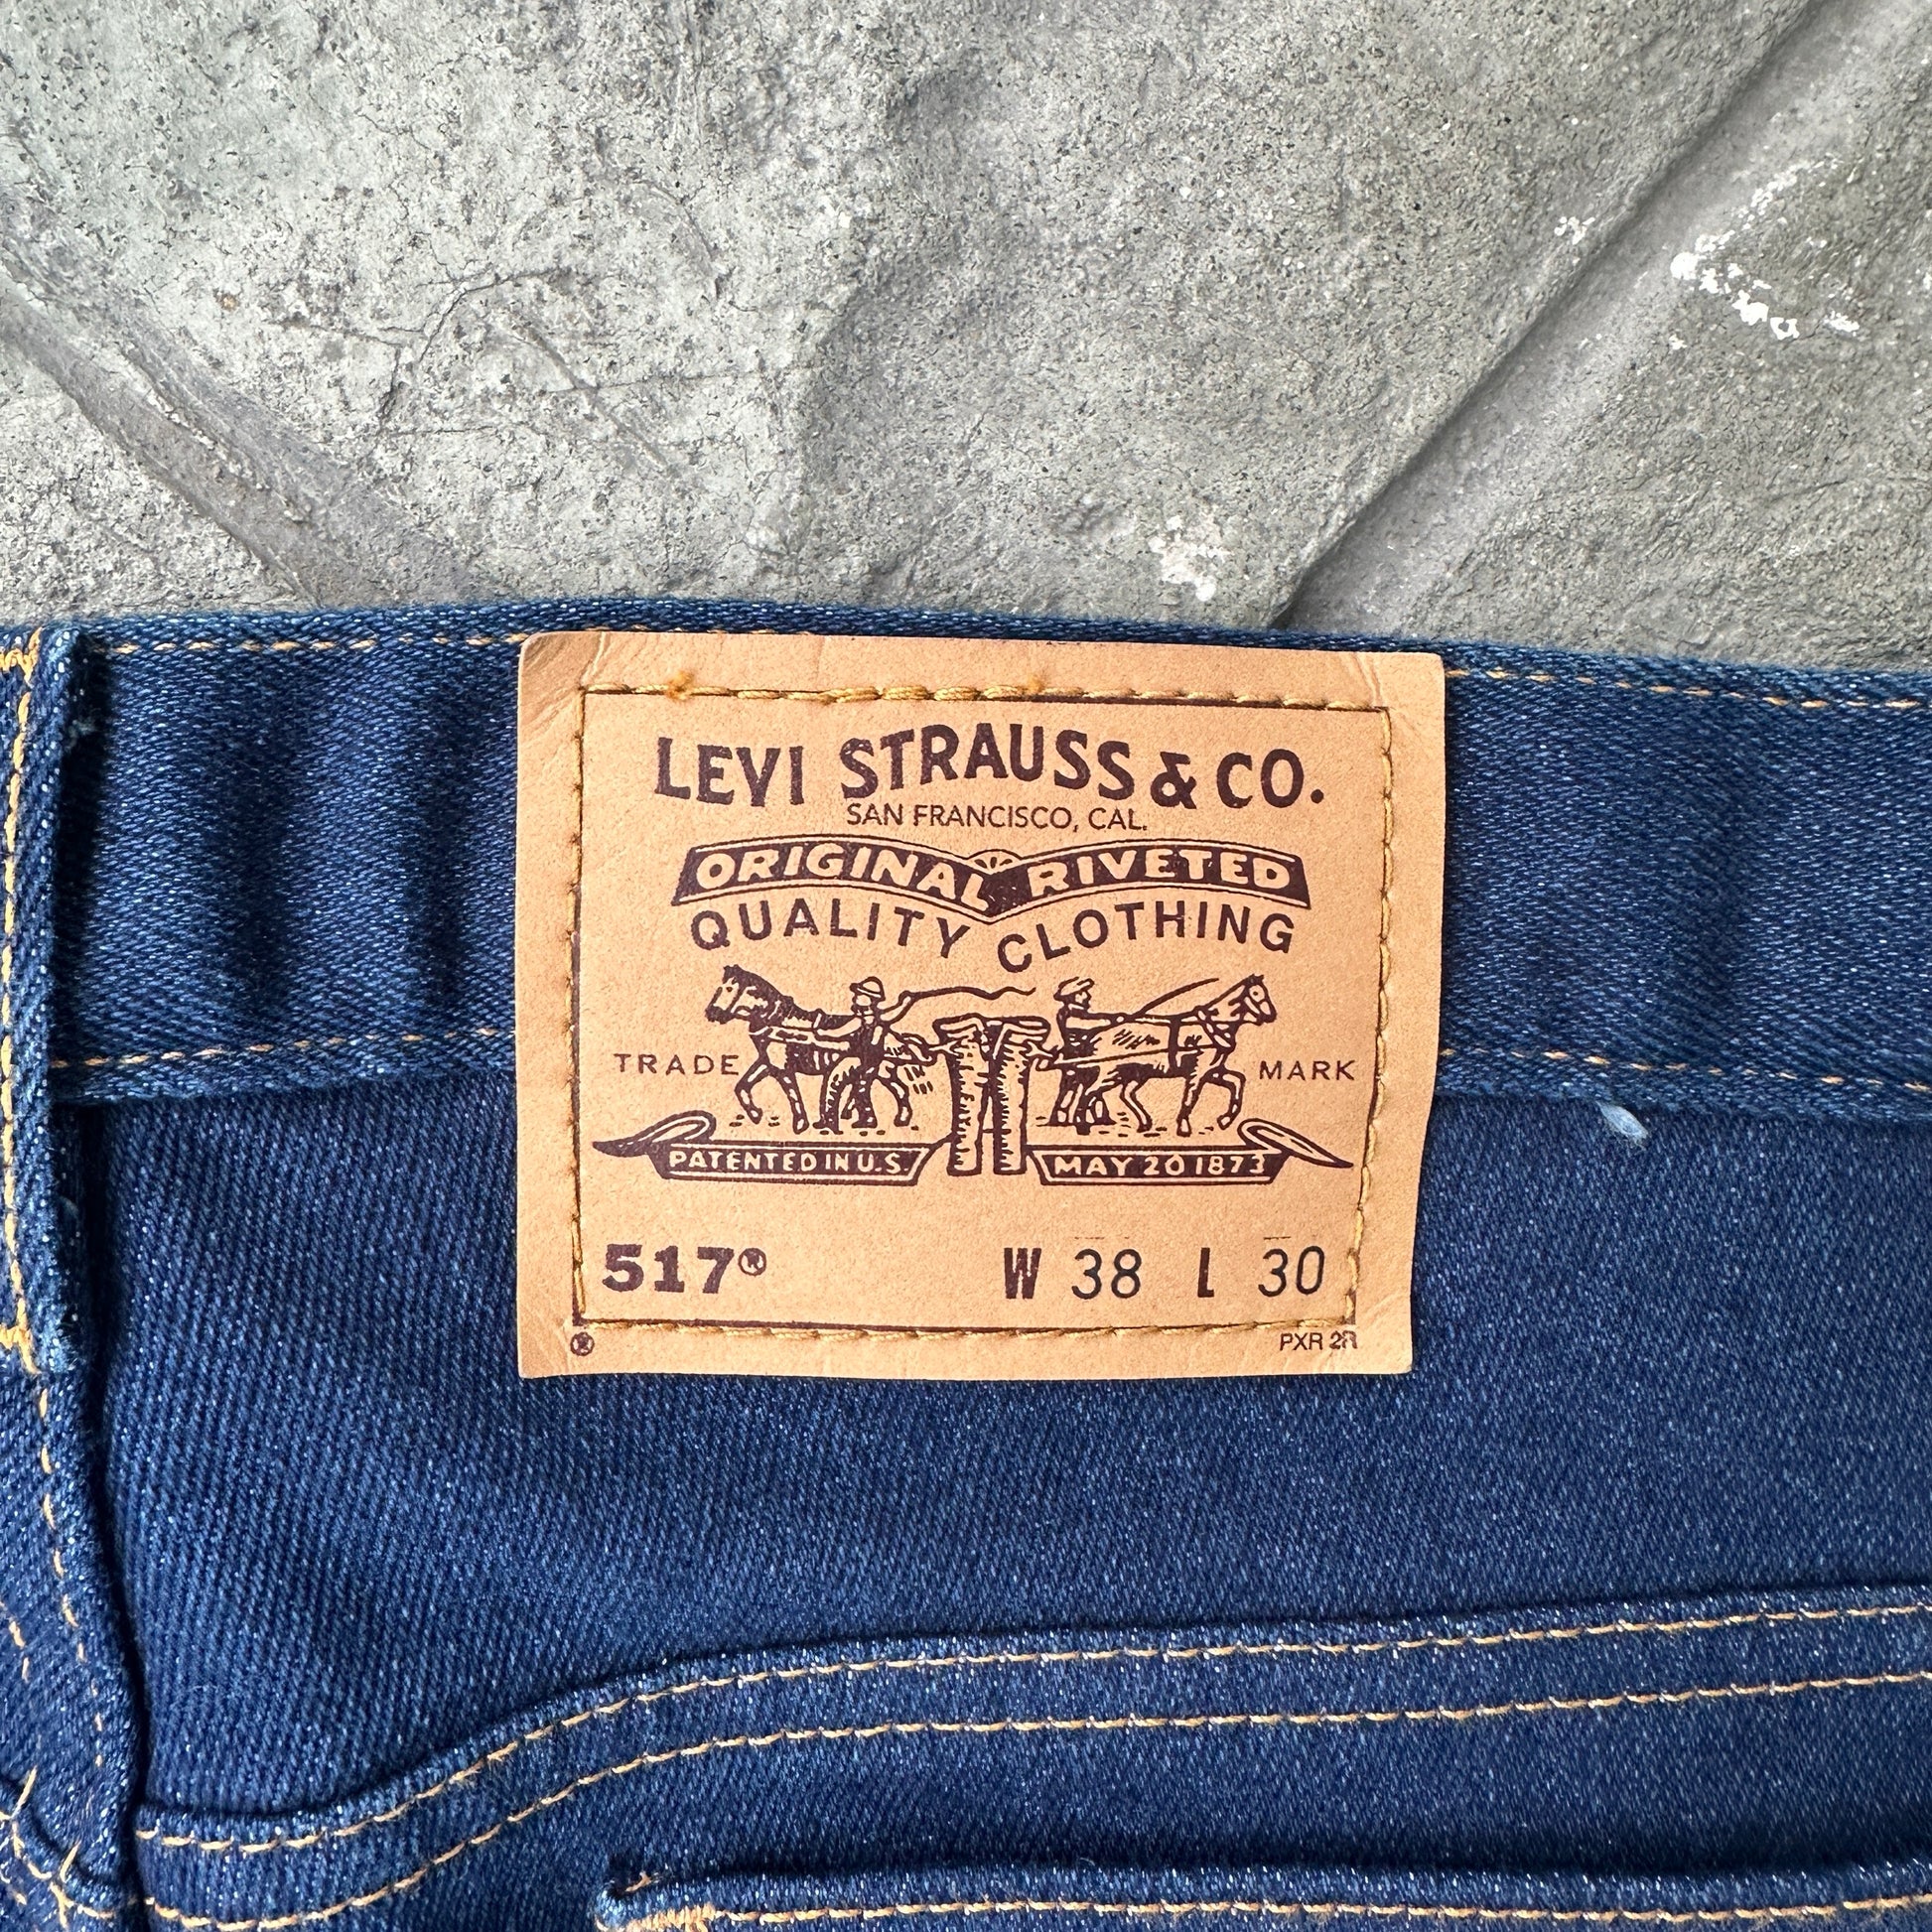 LEVI STRAUSS & CO.
SAN FRANCISCO, CAL.
ORIGINAL RIVETED
QUALITY CLOTHING
TRADE MARK
PATENTED IN U.S. MAY 20 1873
517® W 38 L 30
® PXR 2R